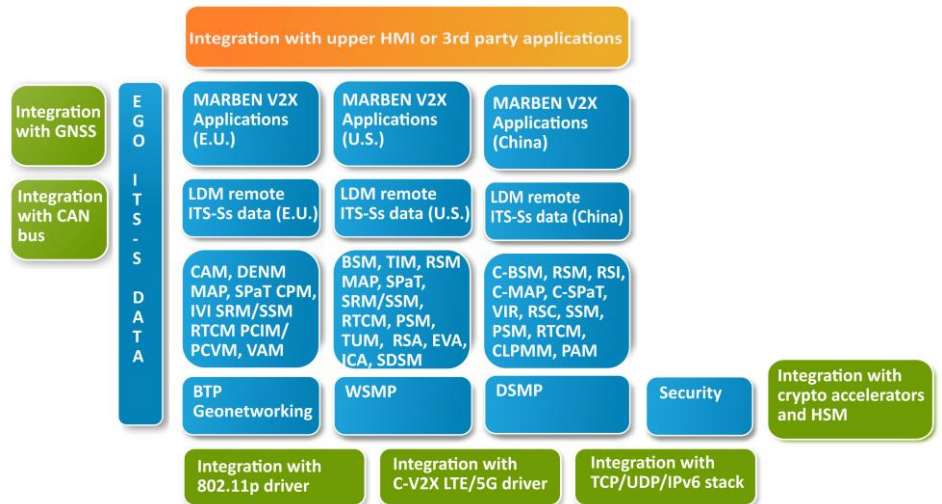 Integration with upper HMI or 3rd party applications
Integration
with GNSS
Integration
with CAN
bus
E
G
O
I
T
S
-
S
D
A
T
A
MARBEN V2X
Applications
(E.U.)
MARBEN V2X
Applications
(U.S.)
MARBEN V2X
Applications
(China)
LDM remote
ITS-Ss data (E.U.)
LDM remote
ITS-Ss data (U.S.)
LDM remote
ITS-Ss data (China)
CAM, DENM
MAP, SPaT CPM,
IVI SRM/SSM
RTCM PCIM/
PCVM, VAM
BSM, TIM, RSM
MAP, SPaT,
SRM/SSM,
RTCM, PSM,
TUM, RSA, EVA,
ICA, SDSM
C-BSM, RSM, RSI,
C-MAP, C-SPaT,
VIR, RSC, SSM,
PSM, RTCM,
CLPMM, PAM
BTP
Geonetworking
WSMP
DSMP
Security
Integration with
crypto accelerators
and HSM
Integration with
802.11p driver
Integration with
C-V2X LTE/5G driver
Integration with
TCP/UDP/IPv6 stack